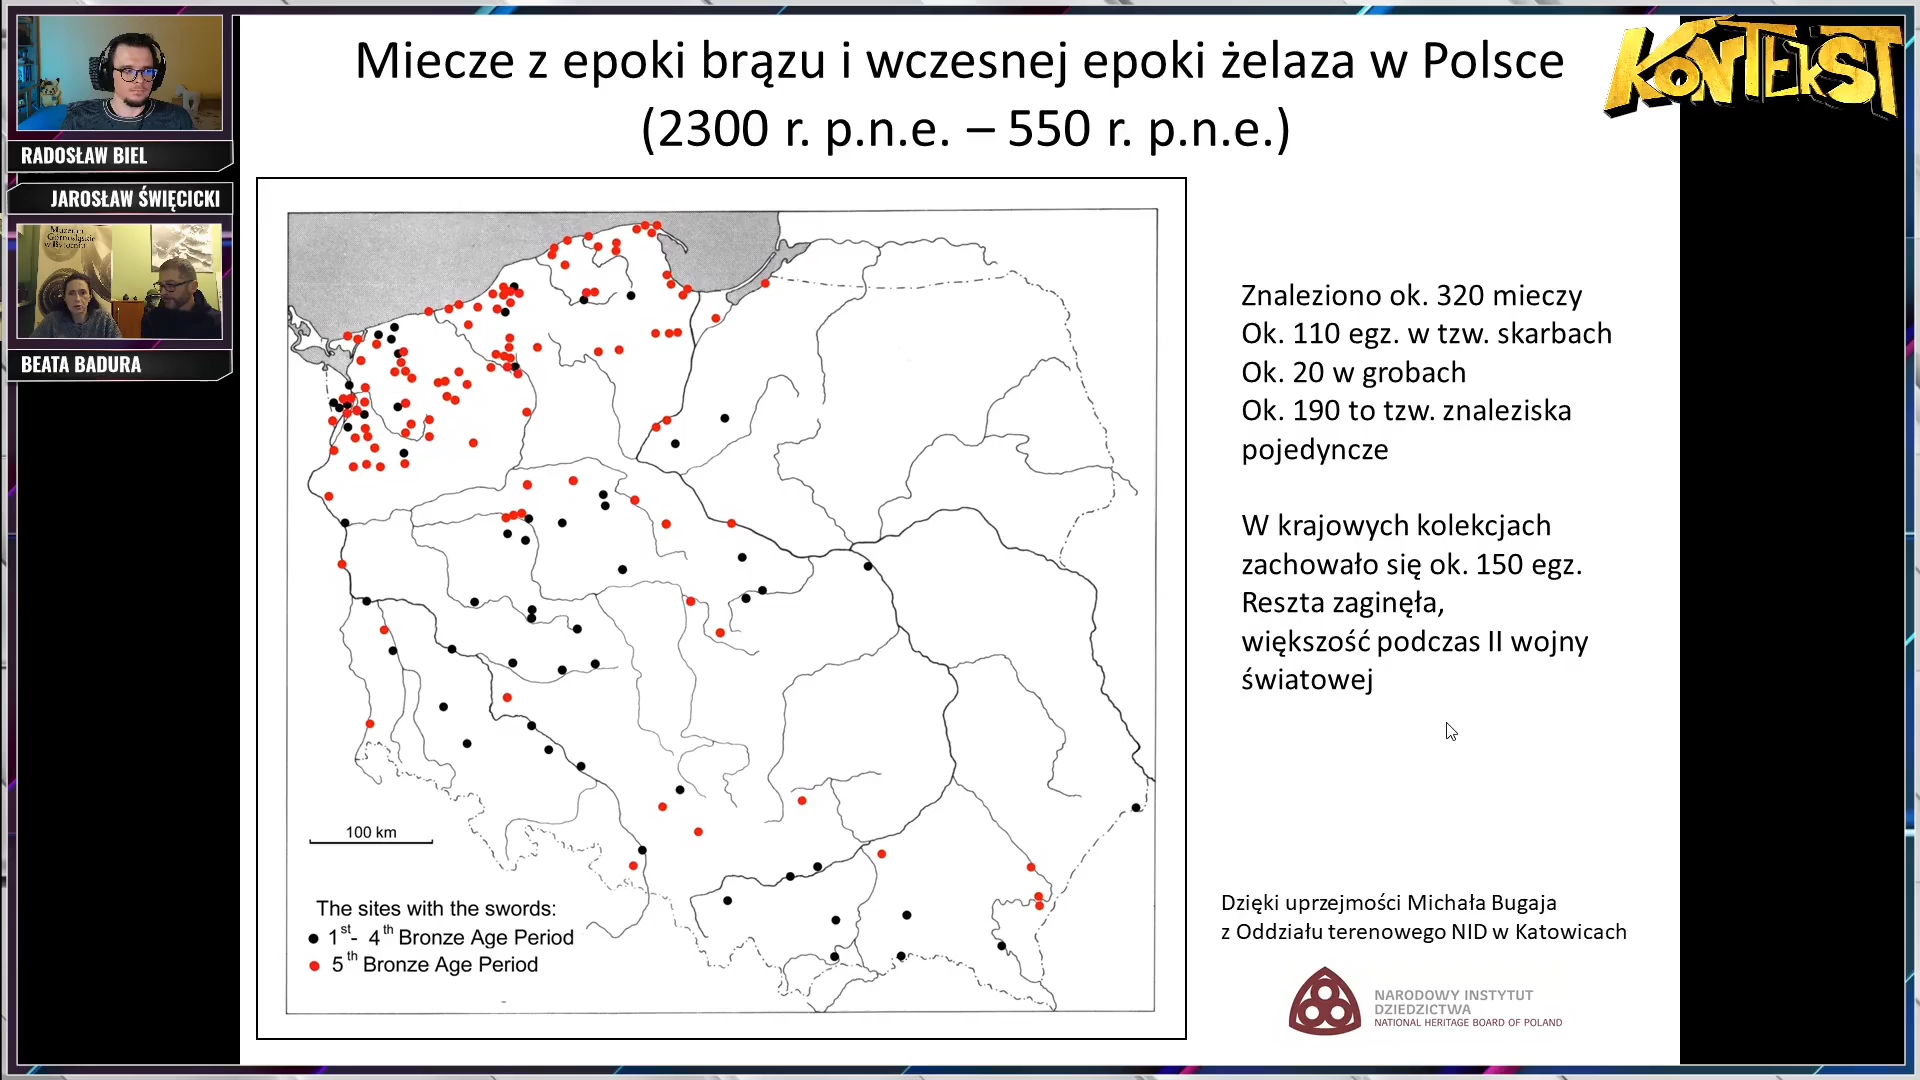 Miecze z epoki brązu i wczesnej epoki żelaza w Polsce
(2300 r. p.n.e. – 550 r. p.n.e.)
KONTEKST
RADOSŁAW BIEL
JAROSŁAW ŚWIĘCICKI
Muzeum
Górnośląskie
w Bytomiu
BEATA BADURA
Znaleziono ok. 320 mieczy
Ok. 110 egz. w tzw. skarbach
Ok. 20 w grobach
Ok. 190 to tzw. znaleziska
pojedyncze
W krajowych kolekcjach
zachowało się ok. 150 egz.
Reszta zaginęła,
większość podczas II wojny
światowej
100 km
The sites with the swords:
1st- 4th Bronze Age Period
5th Bronze Age Period
Dzięki uprzejmości Michała Bugaja
z Oddziału terenowego NID w Katowicach
NARODOWY INSTYTUT
DZIEDZICTWA
NATIONAL HERITAGE BOARD OF POLAND